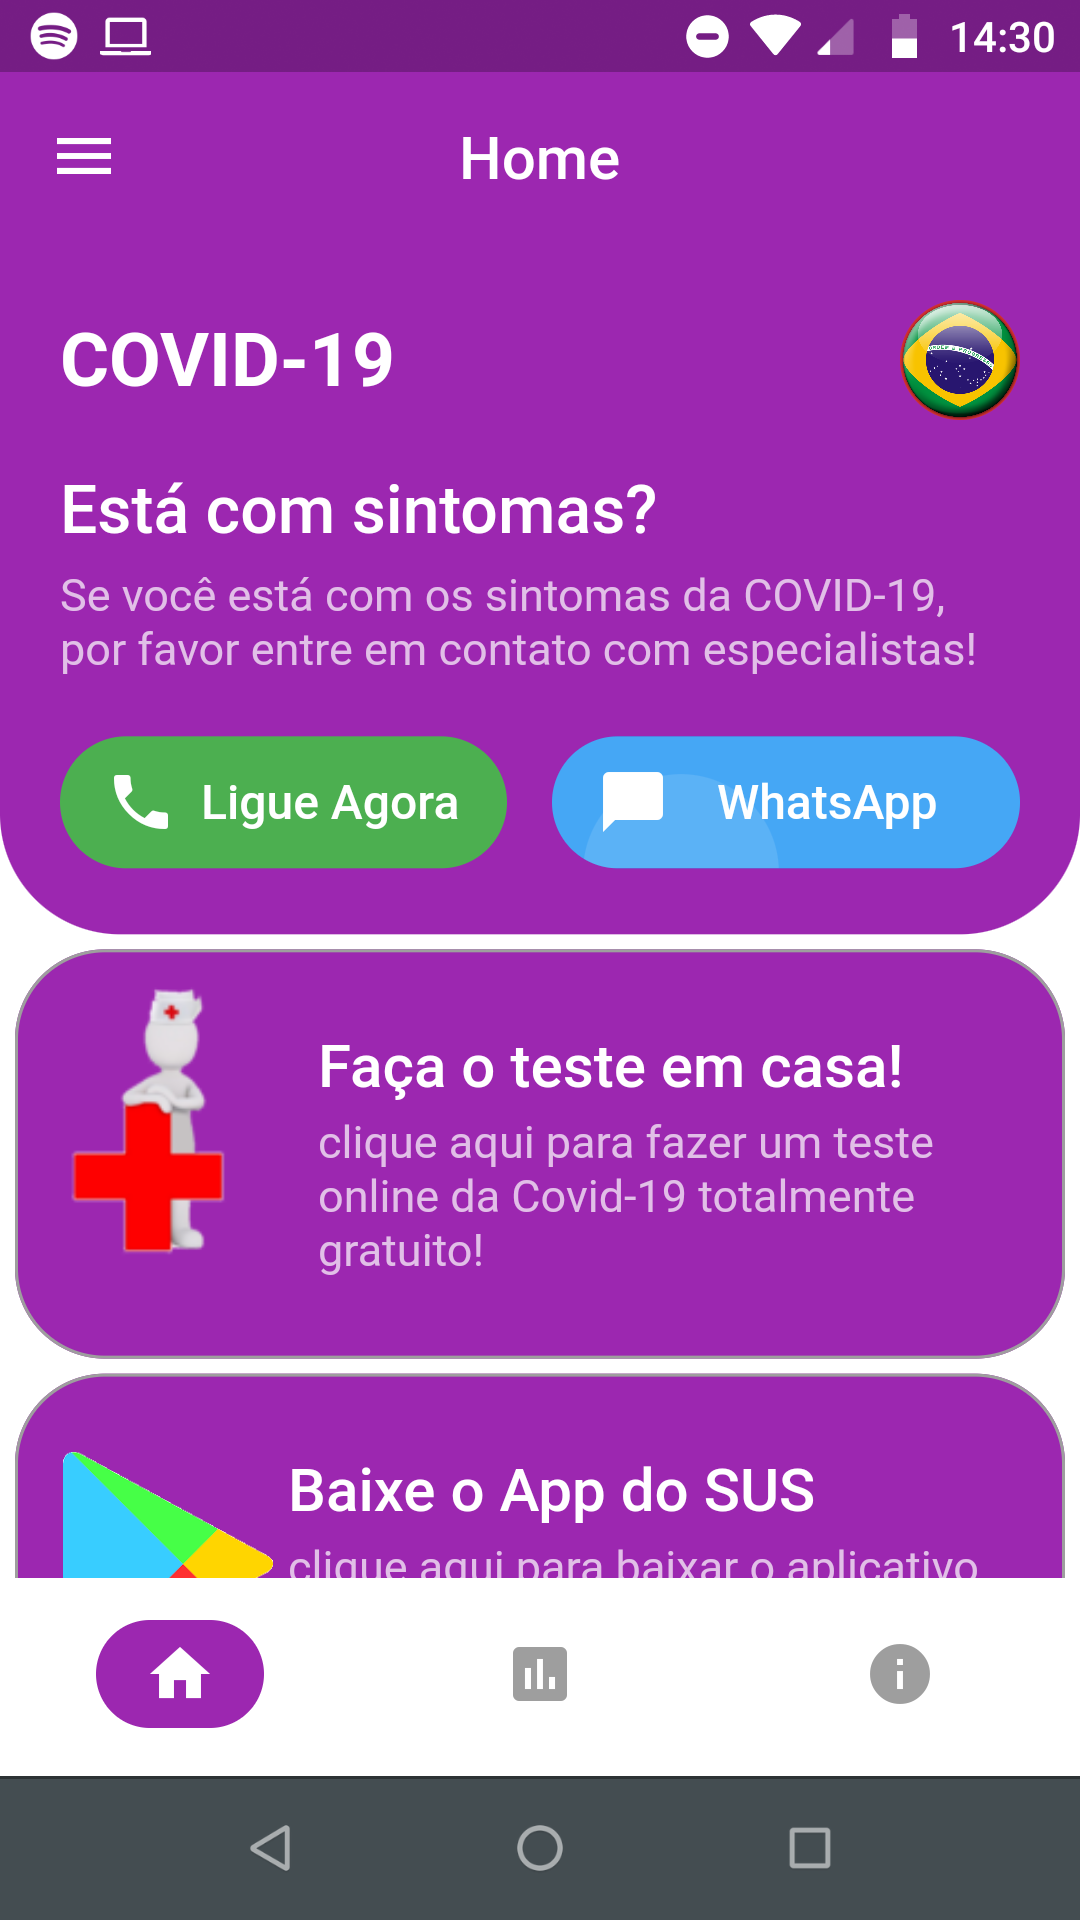 14:30
Home
COVID-19
Está com sintomas?
Se você está com os sintomas da COVID-19,
por favor entre em contato com especialistas!
Ligue Agora
WhatsApp
Faça o teste em casa!
clique aqui para fazer um teste
online da Covid-19 totalmente
gratuito!
Baixe o App do SUS
clique aqui para baixar o aplicativo